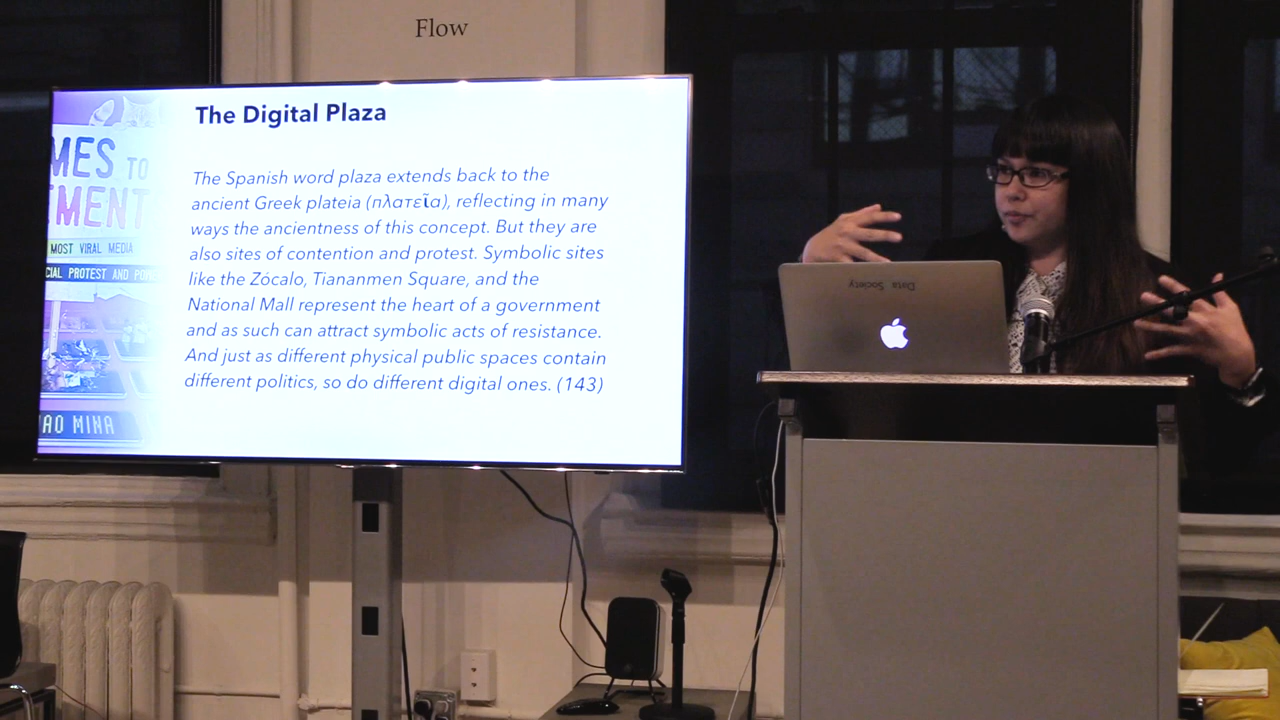 Flow
The Digital Plaza
The Spanish word plaza extends back to the
ancient Greek plateia (πλατεῖα), reflecting in many
ways the ancientness of this concept. But they are
also sites of contention and protest. Symbolic sites
like the Zócalo, Tiananmen Square, and the
National Mall represent the heart of a government
and as such can attract symbolic acts of resistance.
And just as different physical public spaces contain
different politics, so do different digital ones. (143)
MES TO
EMENT
MOST VIRAL MEDIA
CIAL PROTEST AND POWE
AO MINA
Data Society